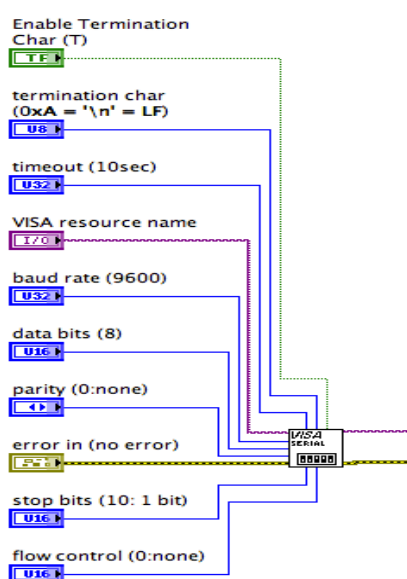 Enable Termination
Char (T)
TF
termination char
(0xA = '\n' = LF)
U8
timeout (10sec)
U32
VISA resource name
I/O
baud rate (9600)
U32
data bits (8)
U16
parity (0:none)
error in (no error)
VISA
SERIAL
stop bits (10: 1 bit)
U16
flow control (0:none)
U16